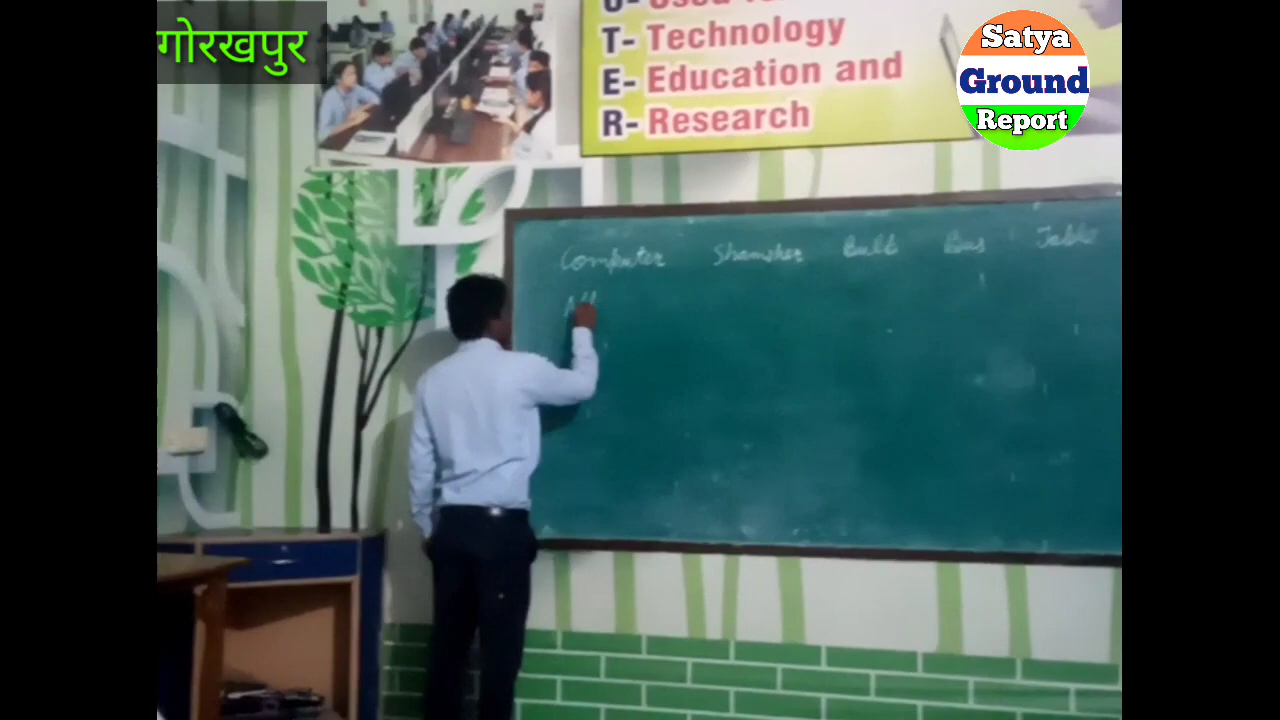 गोरखपुर
T- Technology
E- Education and
R- Research
Satya
Ground
Report
Computer Shamsher Bulb Bus Table